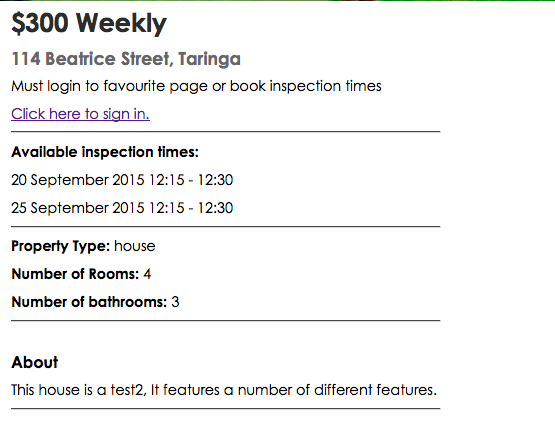 $300 Weekly
114 Beatrice Street, Taringa
Must login to favourite page or book inspection times
Click here to sign in.
Available inspection times:
20 September 2015 12:15 - 12:30
25 September 2015 12:15 - 12:30
Property Type: house
Number of Rooms: 4
Number of bathrooms: 3
About
This house is a test2, It features a number of different features.